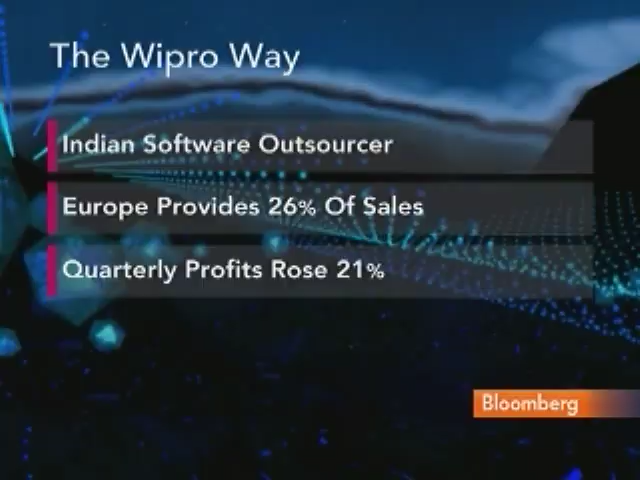 The Wipro Way
Indian Software Outsourcer
Europe Provides 26% Of Sales
Quarterly Profits Rose 21%
Bloomberg